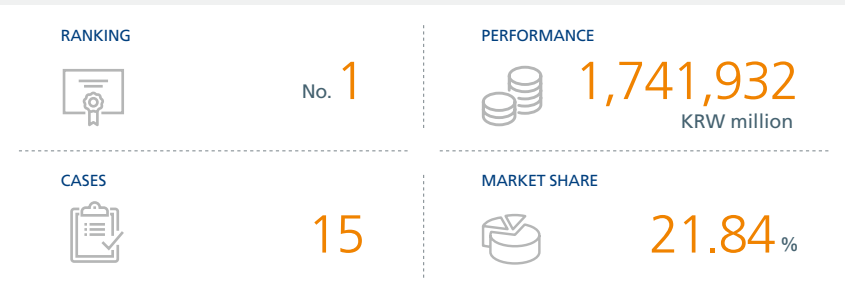 RANKING
No. 1
PERFORMANCE
1,741,932
KRW million
CASES
15
MARKET SHARE
21.84 %